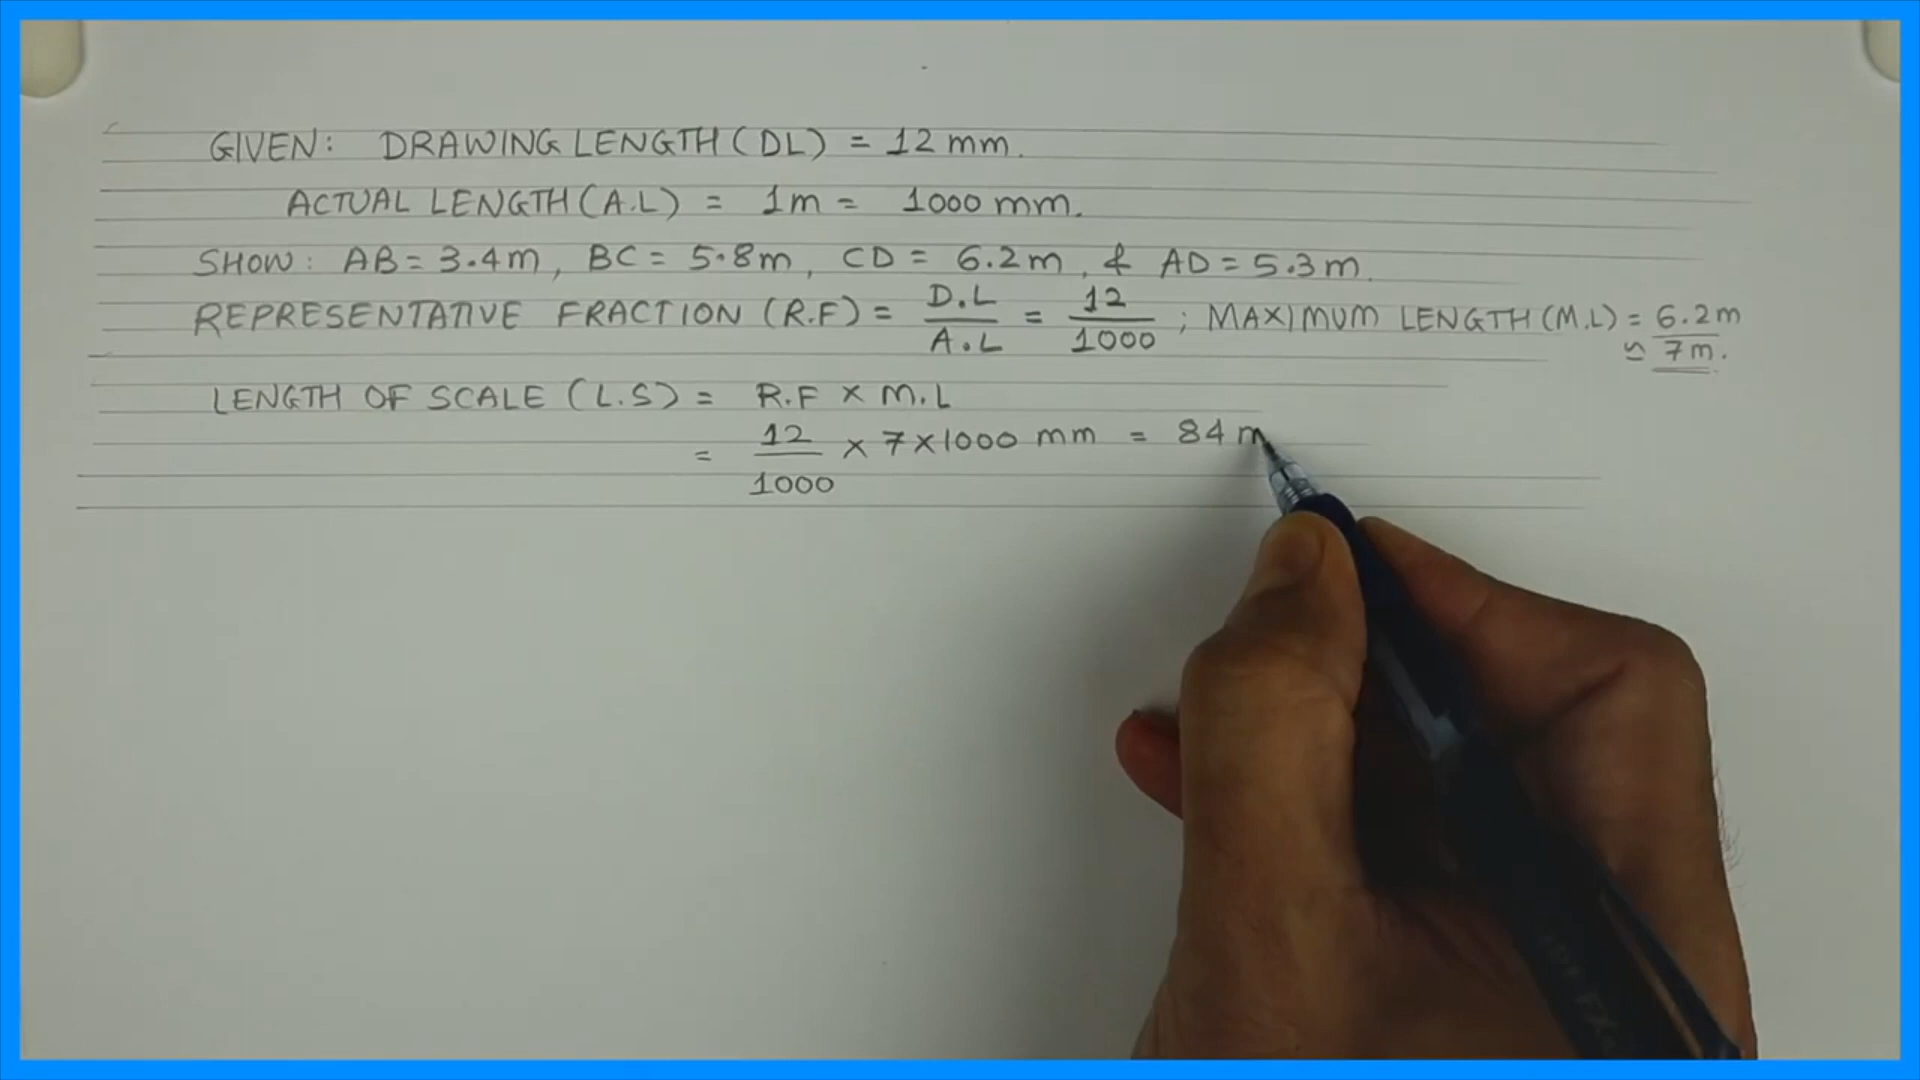 GIVEN: DRAWING LENGTH (DL) = 12 mm.
ACTUAL LENGTH (A.L) = 1m = 1000 mm.
SHOW: AB = 3.4m, BC = 5.8m, CD = 6.2m, & AD = 5.3m.
REPRESENTATIVE FRACTION (R.F) = D.L / A.L = 12 / 1000 ; MAXIMUM LENGTH (M.L) = 6.2m
≃ 7m.
LENGTH OF SCALE (L.S) = R.F × M.L
= 12 / 1000 × 7 × 1000 mm = 84 m